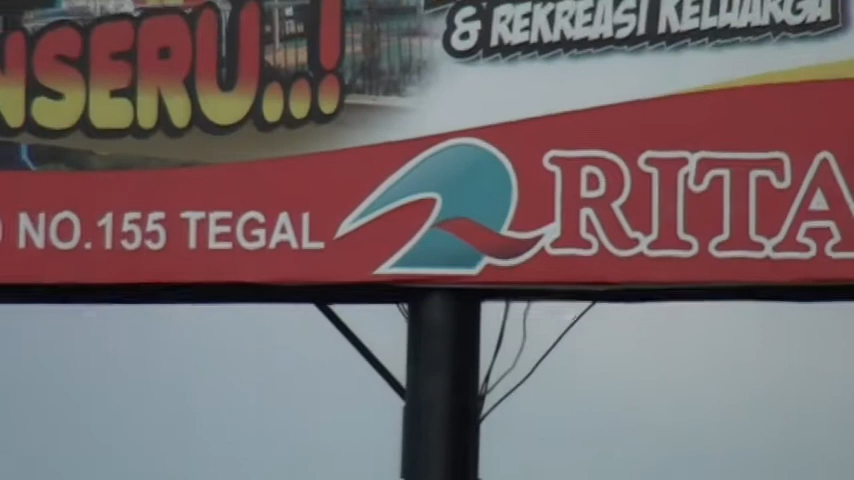 & REKREASI KELUARGA
NSERU..!
NO.155 TEGAL
RITA